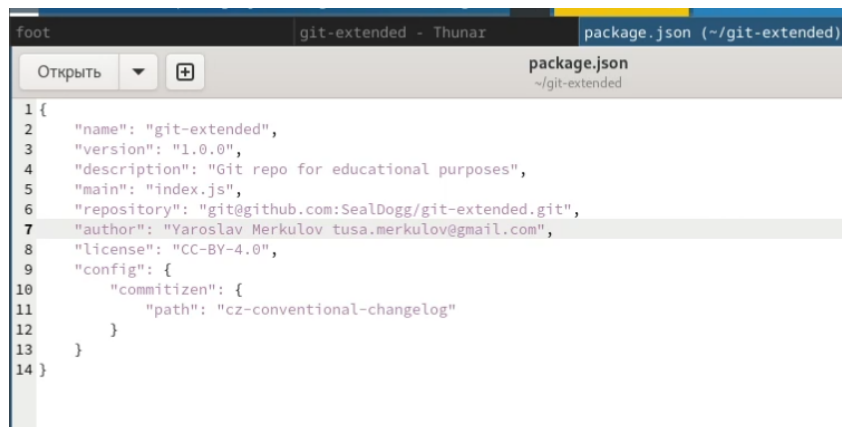 foot
git-extended - Thunar
package.json (~/git-extended)
Открыть
package.json
~/git-extended
1 {
2     "name": "git-extended",
3     "version": "1.0.0",
4     "description": "Git repo for educational purposes",
5     "main": "index.js",
6     "repository": "git@github.com:SealDogg/git-extended.git",
7     "author": "Yaroslav Merkulov tusa.merkulov@gmail.com",
8     "license": "CC-BY-4.0",
9     "config": {
10         "commitizen": {
11             "path": "cz-conventional-changelog"
12         }
13     }
14 }